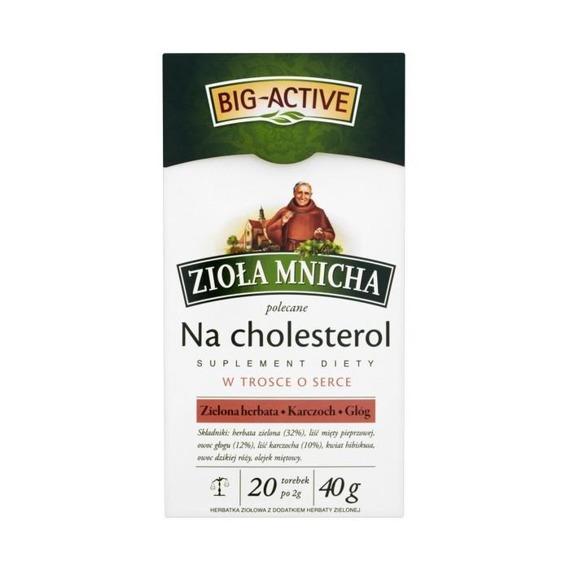 BIG-ACTIVE
ZIOŁA MNICHA
polecane
Na cholesterol
SUPLEMENT DIETY
W TROSCE O SERCE
Zielona herbata • Karczoch • Głóg
Składniki: herbata zielona (32%), liść mięty pieprzowej,
owoc głogu (12%), liść karczocha (10%), kwiat hibiskusa,
owoc dzikiej róży, olejek miętowy.
20 torebek
po 2g
40 g
HERBATKA ZIOŁOWA Z DODATKIEM HERBATY ZIELONEJ